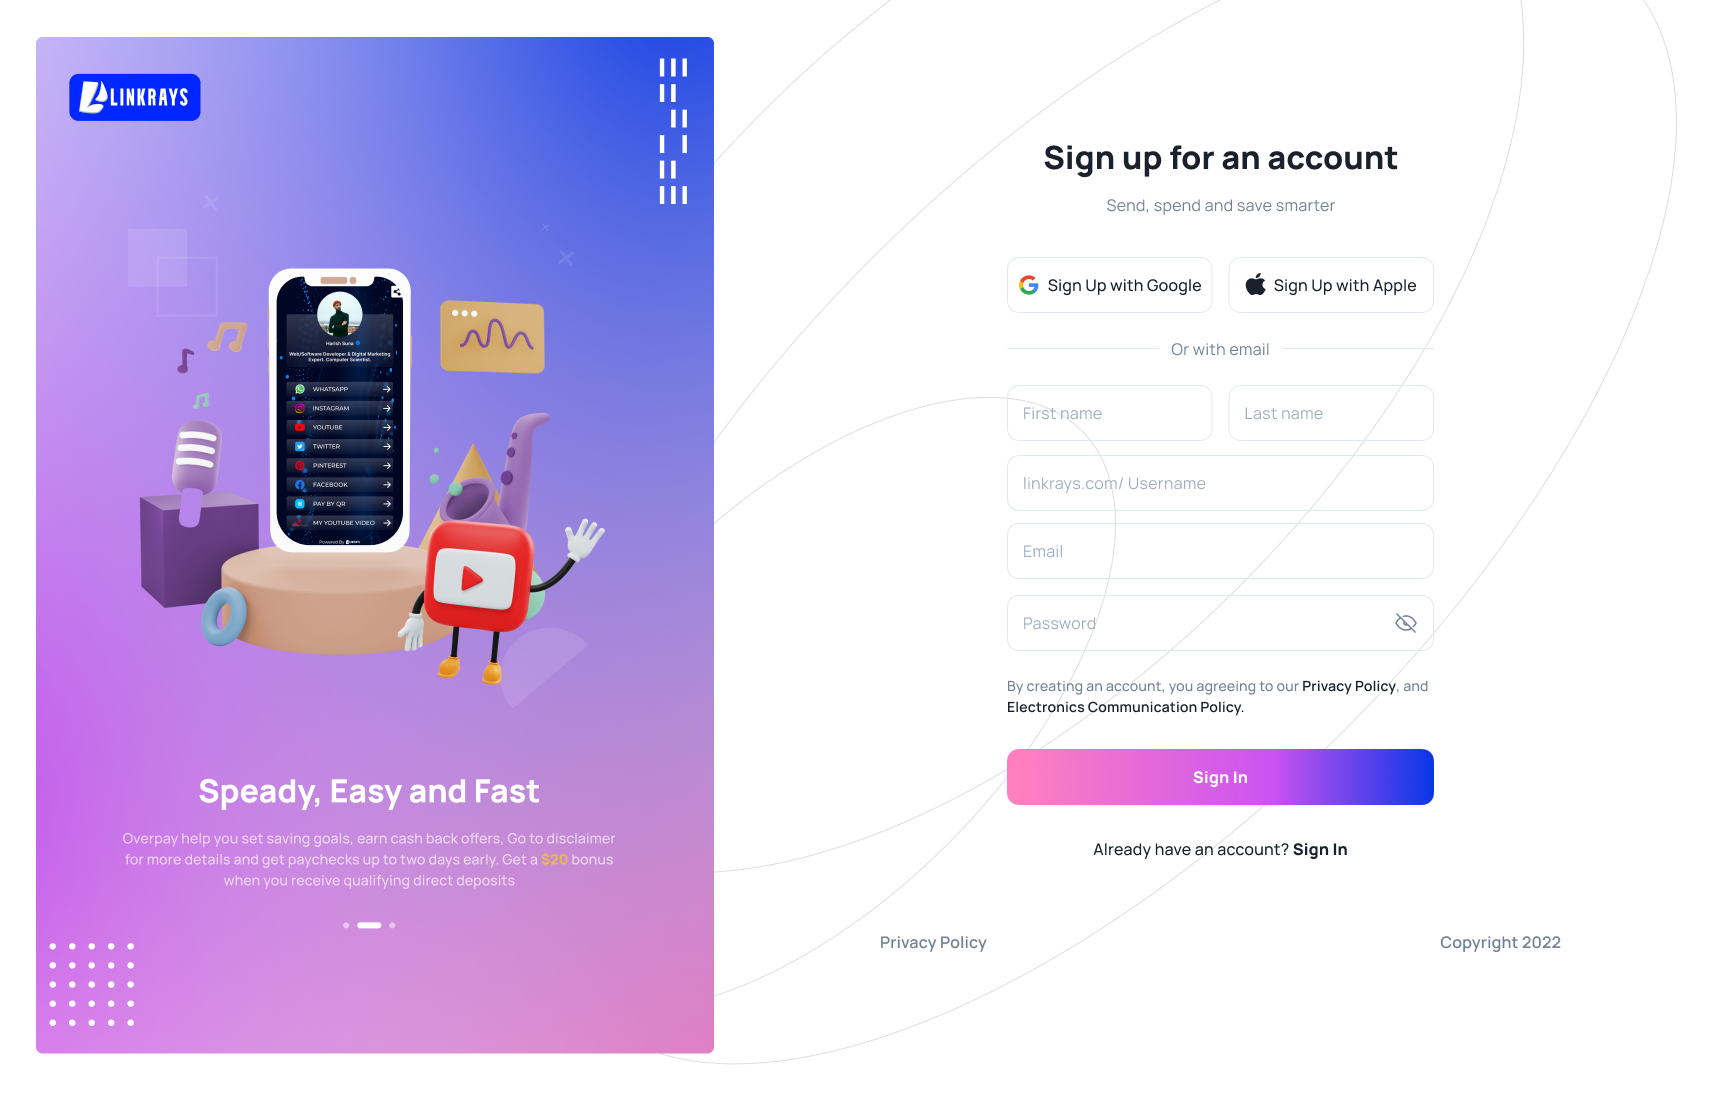 LINKRAYS
Harish Suna
Web/Software Developer & Digital Marketing
Expert. Computer Scientist.
WHATSAPP
INSTAGRAM
YOUTUBE
TWITTER
PINTEREST
FACEBOOK
PAY BY QR
MY YOUTUBE VIDEO
Powered By
Speady, Easy and Fast
Overpay help you set saving goals, earn cash back offers, Go to disclaimer
for more details and get paychecks up to two days early. Get a $20 bonus
when you receive qualifying direct deposits
Sign up for an account
Send, spend and save smarter
Sign Up with Google
Sign Up with Apple
Or with email
First name
Last name
linkrays.com/ Username
Email
Password
By creating an account, you agreeing to our Privacy Policy, and
Electronics Communication Policy.
Sign In
Already have an account? Sign In
Privacy Policy
Copyright 2022